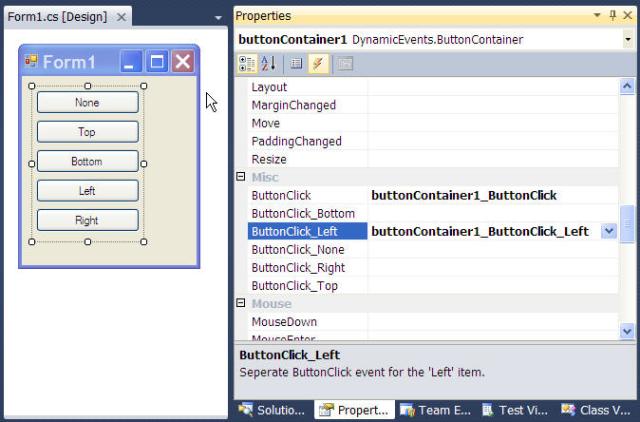 Form1.cs [Design]
Form1
None
Top
Bottom
Left
Right
Properties
buttonContainer1 DynamicEvents.ButtonContainer
Layout
MarginChanged
Move
PaddingChanged
Resize
Misc
ButtonClick buttonContainer1_ButtonClick
ButtonClick_Bottom
ButtonClick_Left buttonContainer1_ButtonClick_Left
ButtonClick_None
ButtonClick_Right
ButtonClick_Top
Mouse
MouseDown
MouseEnter
ButtonClick_Left
Seperate ButtonClick event for the 'Left' item.
Solutio... Propert... Team E... Test Vi... Class V...